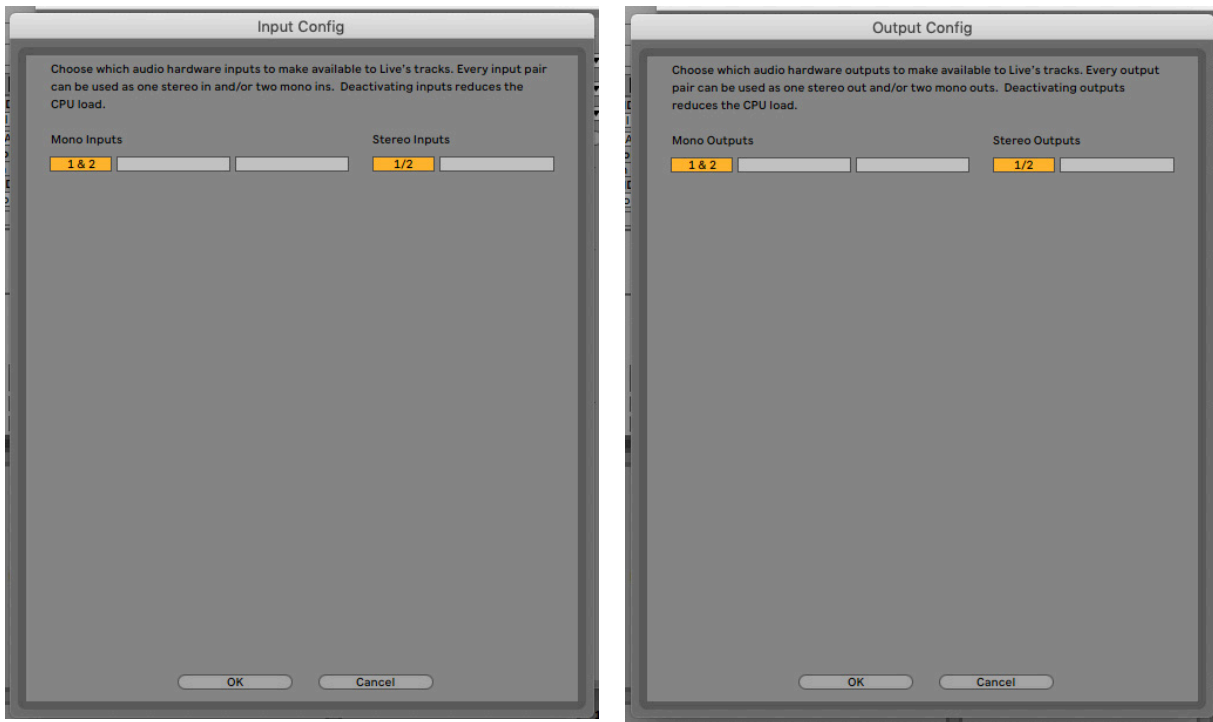 Input Config
Choose which audio hardware inputs to make available to Live's tracks. Every input pair
can be used as one stereo in and/or two mono ins.  Deactivating inputs reduces the
CPU load.
Mono Inputs
Stereo Inputs
1 & 2
1/2
OK
Cancel
Output Config
Choose which audio hardware outputs to make available to Live's tracks. Every output
pair can be used as one stereo out and/or two mono outs.  Deactivating outputs
reduces the CPU load.
Mono Outputs
Stereo Outputs
1 & 2
1/2
OK
Cancel